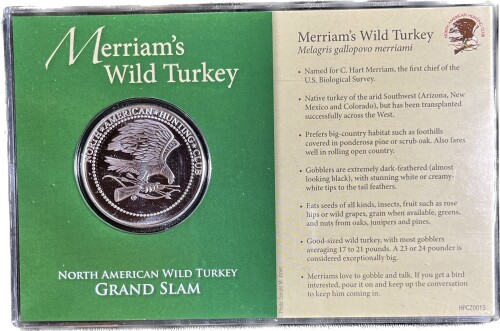 Merriam's
Wild Turkey
NORTH AMERICAN HUNTING CLUB
NORTH AMERICAN WILD TURKEY
GRAND SLAM
NORTH AMERICAN HUNTING CLUB
Merriam's Wild Turkey
Melagris gallopovo merriami
• Named for C. Hart Merriam, the first chief of the
U.S. Biological Survey.
• Native turkey of the arid Southwest (Arizona, New
Mexico and Colorado), but has been transplanted
successfully across the West.
• Prefers big-country habitat such as foothills
covered in ponderosa pine or scrub oak. Also fares
well in rolling open country.
• Gobblers are extremely dark-feathered (almost
looking black), with stunning white or creamy-
white tips to the tail feathers.
• Eats seeds of all kinds, insects, fruit such as rose
hips or wild grapes, grain when available, greens,
and nuts from oaks, junipers and pines.
• Good-sized wild turkey, with most gobblers
averaging 17 to 21 pounds. A 23 or 24 pounder is
considered exceptionally big.
• Merriams love to gobble and talk. If you get a bird
interested, pour it on and keep up the conversation
to keep him coming in.